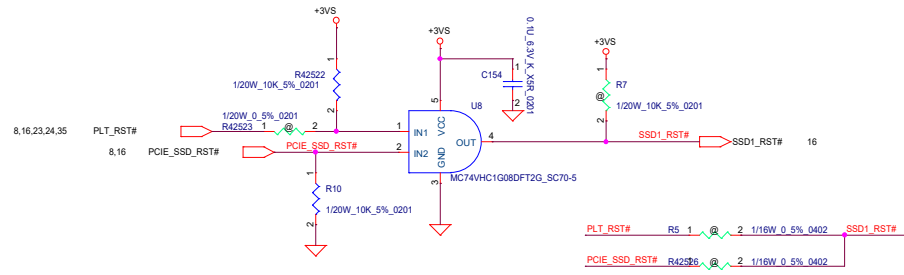 +3VS
+3VS
+3VS
0.1U_6.3V_K_X5R_0201
1
R42522
1/20W_10K_5%_0201
2
C154
1
2
1
R7
@
1/20W_10K_5%_0201
2
1/20W_0_5%_0201
8,16,23,24,35 PLT_RST# R42523 1 @ 2
8,16 PCIE_SSD_RST# PCIE_SSD_RST#
5
U8
1 IN1 VCC
2 IN2 OUT 4
GND
3
MC74VHC1G08DFT2G_SC70-5
SSD1_RST# SSD1_RST# 16
1
R10
1/20W_10K_5%_0201
2
PLT_RST# R5 1 @ 2 1/16W_0_5%_0402 SSD1_RST#
PCIE_SSD_RST# R42526 1 @ 2 1/16W_0_5%_0402